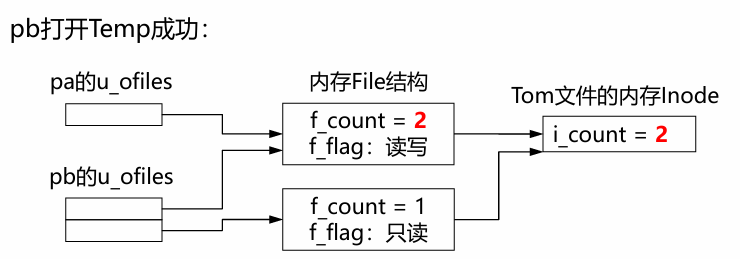 pb打开Temp成功：
pa的u_ofiles
内存File结构
Tom文件的内存Inode
f_count = 2
f_flag：读写
i_count = 2
pb的u_ofiles
f_count = 1
f_flag：只读